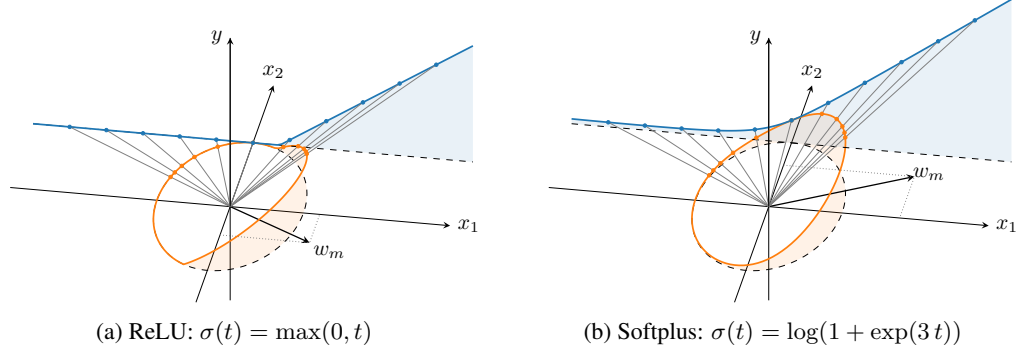 y
x₂
x₁
wₘ
(a) ReLU: σ(t) = max(0, t)
y
x₂
wₘ
x₁
(b) Softplus: σ(t) = log(1 + exp(3 t))